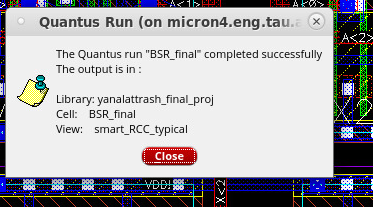 Quantus Run (on micron4.eng.tau.a
The Quantus run "BSR_final" completed successfully
The output is in :
Library: yanalattrash_final_proj
Cell: BSR_final
View: smart_RCC_typical
Close
A<1>
VDD!
X<2